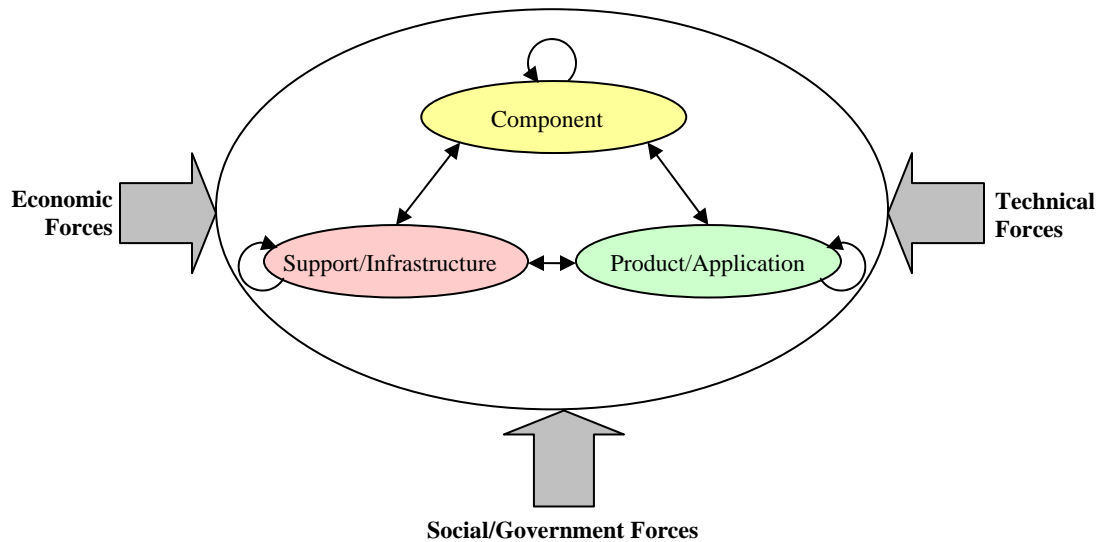 Component
Economic
Forces
Technical
Forces
Support/Infrastructure
Product/Application
Social/Government Forces